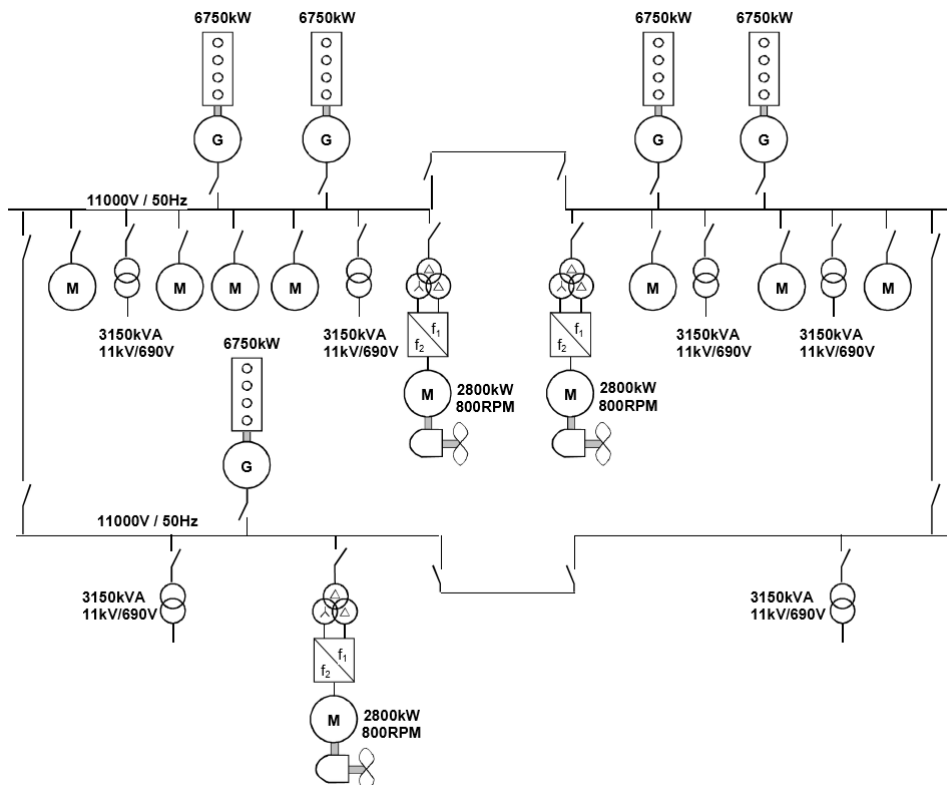 6750kW
6750kW
6750kW
6750kW
G
G
G
G
11000V / 50Hz
M
M
M
M
M
M
M
3150kVA
11kV/690V
3150kVA
11kV/690V
3150kVA
11kV/690V
3150kVA
11kV/690V
f1
f2
f1
f2
6750kW
M
2800kW
800RPM
M
2800kW
800RPM
G
11000V / 50Hz
3150kVA
11kV/690V
3150kVA
11kV/690V
f1
f2
M
2800kW
800RPM